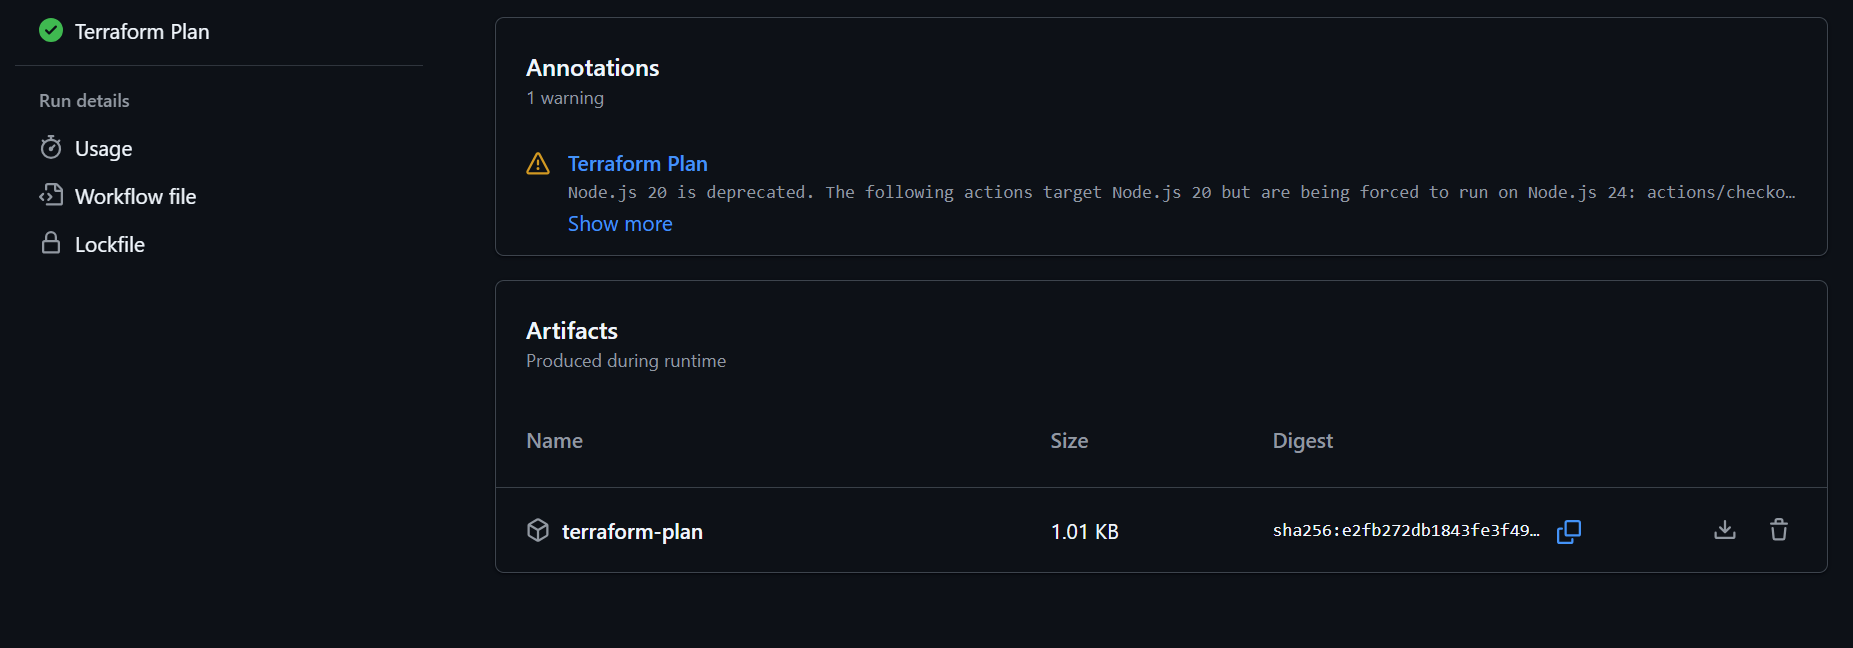 Terraform Plan
Run details
Usage
Workflow file
Lockfile
Annotations
1 warning
Terraform Plan
Node.js 20 is deprecated. The following actions target Node.js 20 but are being forced to run on Node.js 24: actions/checko…
Show more
Artifacts
Produced during runtime
Name Size Digest
terraform-plan 1.01 KB sha256:e2fb272db1843fe3f49…